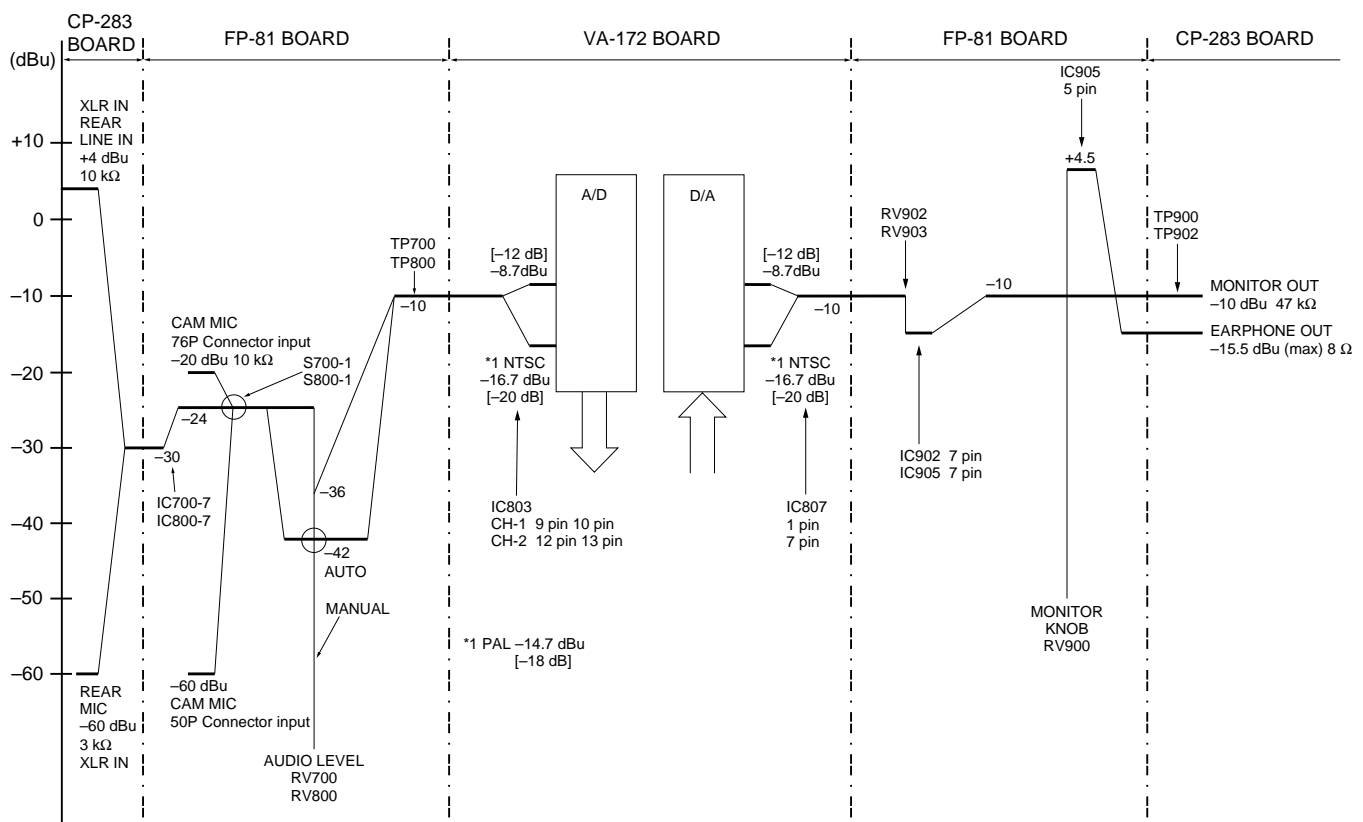 CP-283
BOARD
FP-81 BOARD
VA-172 BOARD
FP-81 BOARD
CP-283 BOARD
(dBu)
+10
0
–10
–20
–30
–40
–50
–60
XLR IN
REAR
LINE IN
+4 dBu
10 kΩ
REAR
MIC
–60 dBu
3 kΩ
XLR IN
–30
IC700-7
IC800-7
–24
CAM MIC
76P Connector input
–20 dBu 10 kΩ
S700-1
S800-1
–60 dBu
CAM MIC
50P Connector input
–36
–42
AUTO
MANUAL
AUDIO LEVEL
RV700
RV800
TP700
TP800
–10
[–12 dB]
–8.7dBu
*1 NTSC
–16.7 dBu
[–20 dB]
IC803
CH-1 9 pin 10 pin
CH-2 12 pin 13 pin
*1 PAL –14.7 dBu
[–18 dB]
A/D
D/A
[–12 dB]
–8.7dBu
–10
*1 NTSC
–16.7 dBu
[–20 dB]
IC807
1 pin
7 pin
RV902
RV903
IC902 7 pin
IC905 7 pin
–10
IC905
5 pin
+4.5
MONITOR
KNOB
RV900
TP900
TP902
MONITOR OUT
–10 dBu 47 kΩ
EARPHONE OUT
–15.5 dBu (max) 8 Ω